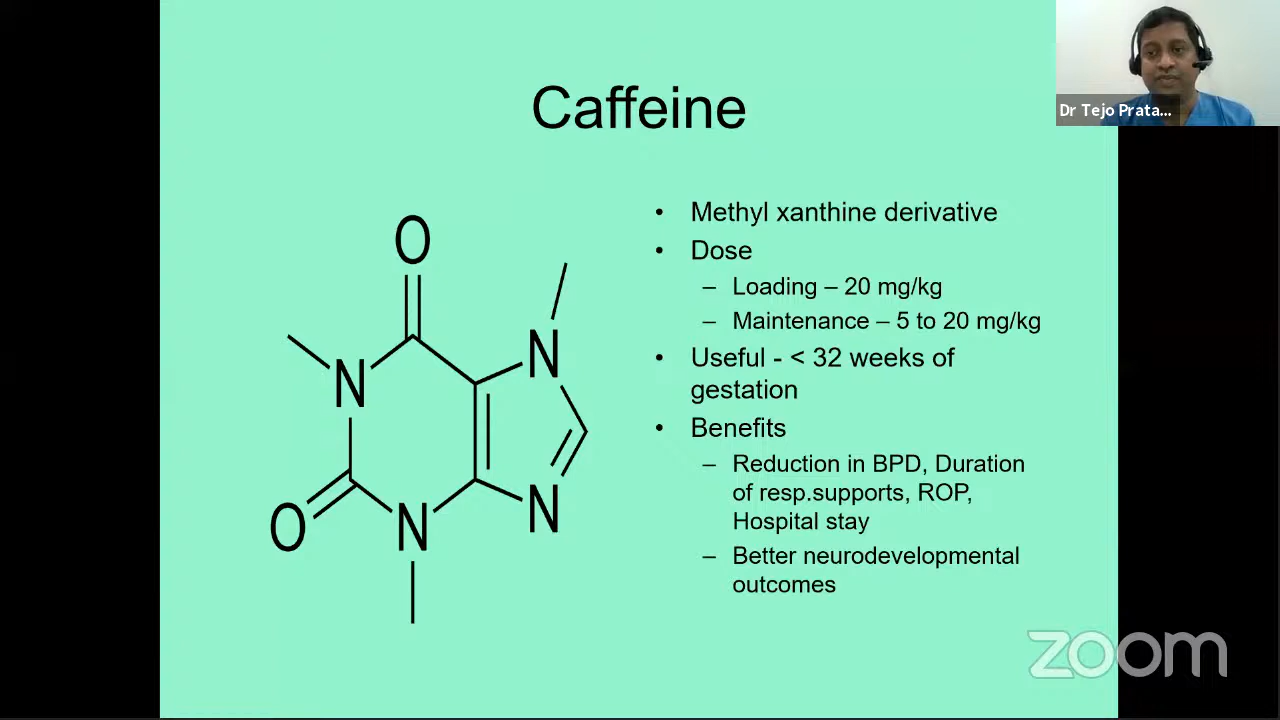 Caffeine
Dr Tejo Prata...
• Methyl xanthine derivative
• Dose
– Loading – 20 mg/kg
– Maintenance – 5 to 20 mg/kg
• Useful - < 32 weeks of
gestation
• Benefits
– Reduction in BPD, Duration
of resp.supports, ROP,
Hospital stay
– Better neurodevelopmental
outcomes
O
N
N
O
N
N
zoom